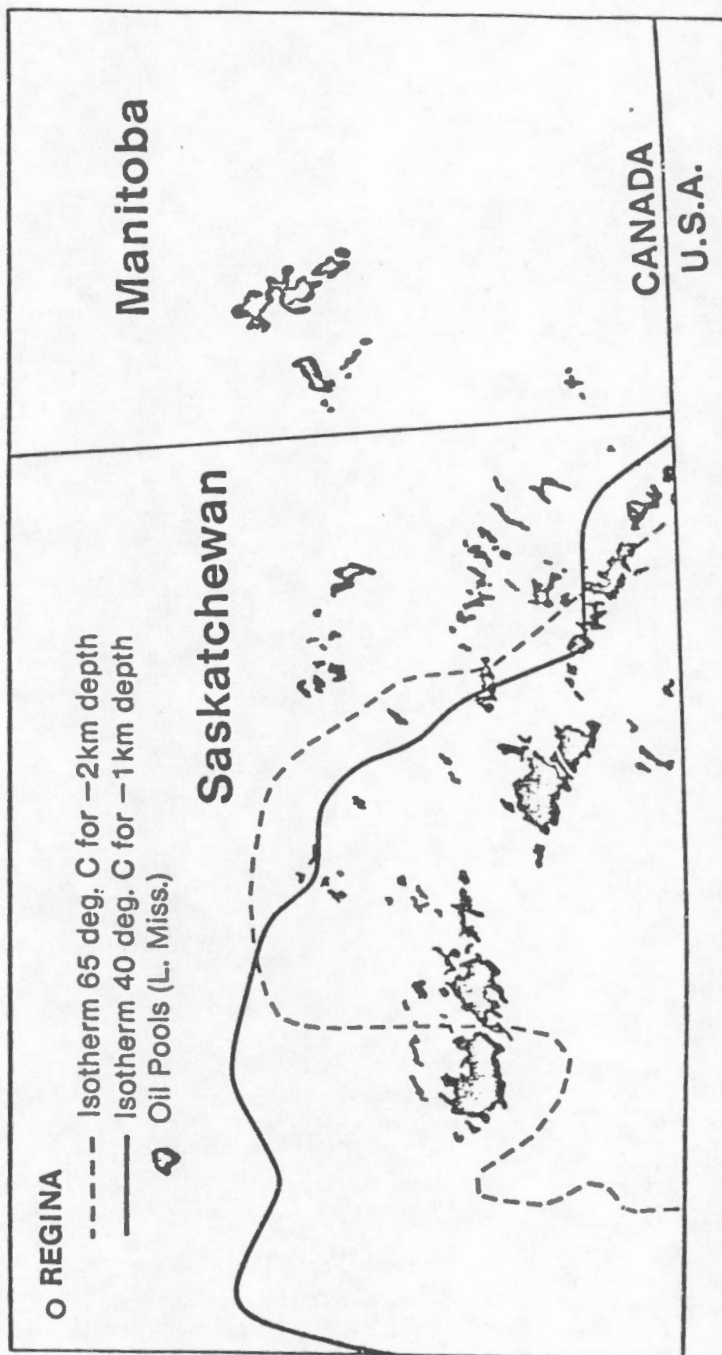 O REGINA
Isotherm 65 deg. C for −2km depth
Isotherm 40 deg. C for −1km depth
Oil Pools (L. Miss.)
Saskatchewan
Manitoba
CANADA
U.S.A.